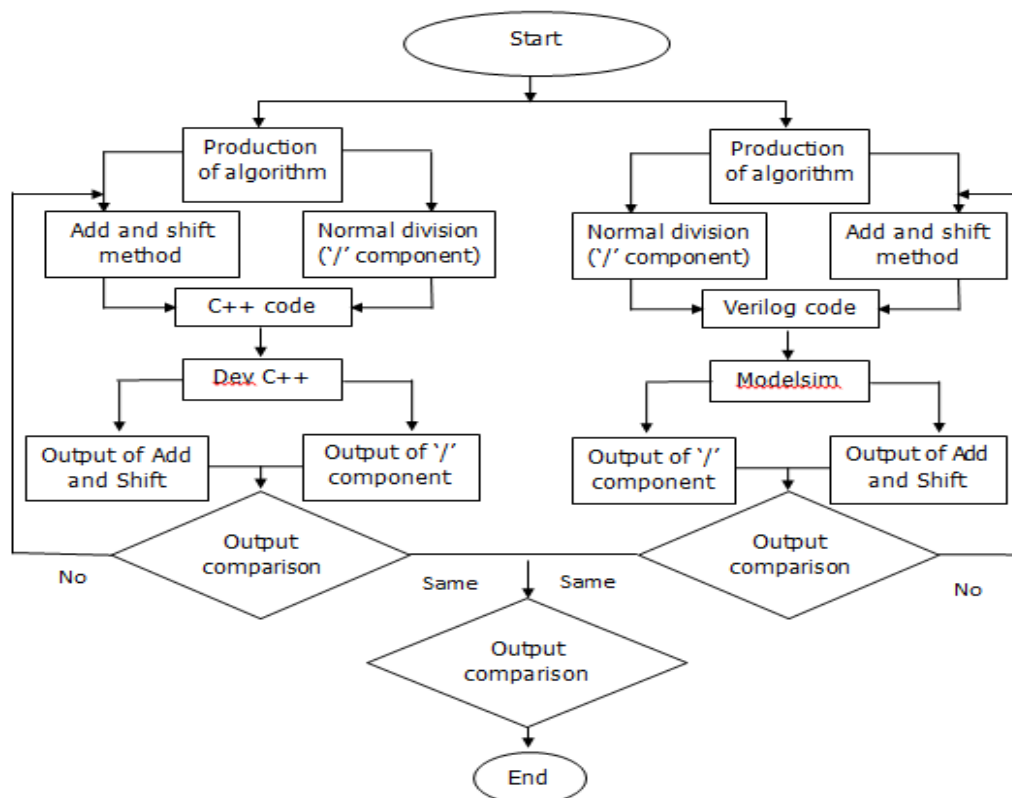 Start
Production
of algorithm
Production
of algorithm
Add and shift
method
Normal division
(‘/’ component)
Normal division
(‘/’ component)
Add and shift
method
C++ code
Verilog code
Dev C++
Modelsim
Output of Add
and Shift
Output of ‘/’
component
Output of ‘/’
component
Output of Add
and Shift
Output
comparison
Output
comparison
No
Same
Same
No
Output
comparison
End